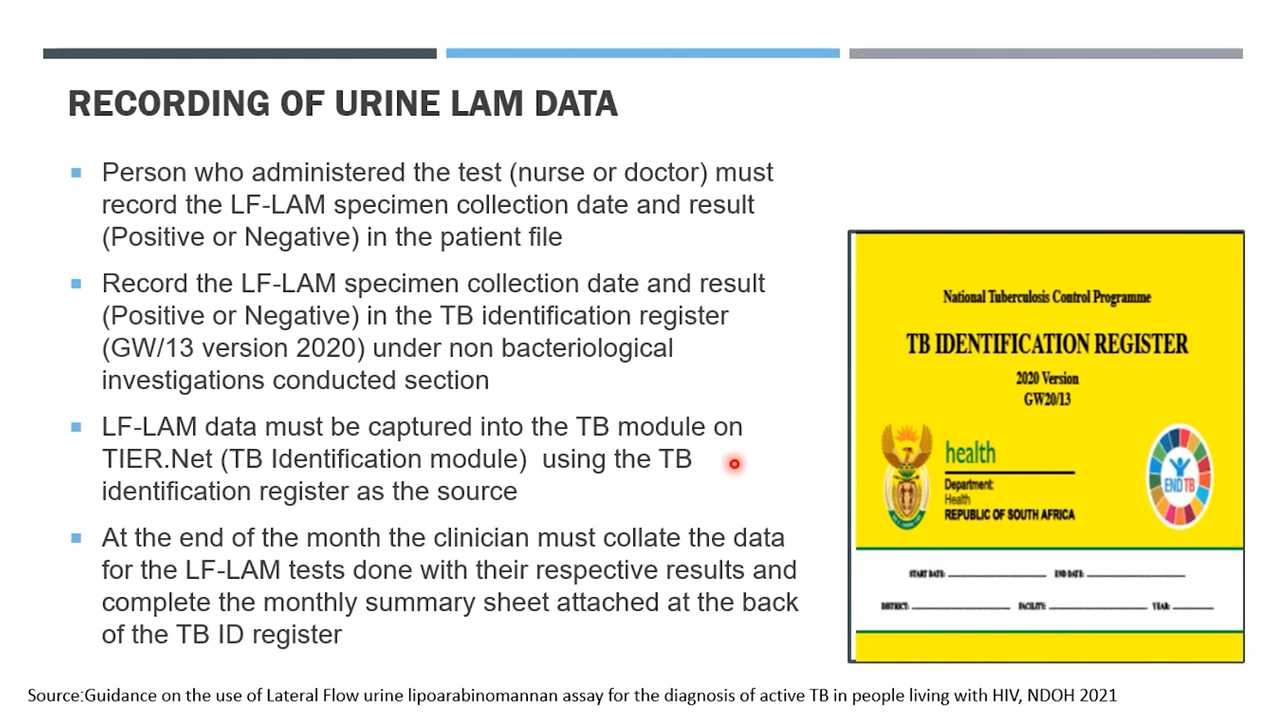 RECORDING OF URINE LAM DATA
Person who administered the test (nurse or doctor) must
record the LF-LAM specimen collection date and result
(Positive or Negative) in the patient file
Record the LF-LAM specimen collection date and result
(Positive or Negative) in the TB identification register
(GW/13 version 2020) under non bacteriological
investigations conducted section
LF-LAM data must be captured into the TB module on
TIER.Net (TB Identification module) using the TB
identification register as the source
At the end of the month the clinician must collate the data
for the LF-LAM tests done with their respective results and
complete the monthly summary sheet attached at the back
of the TB ID register
National Tuberculosis Control Programme
TB IDENTIFICATION REGISTER
2020 Version
GW20/13
health
Department:
Health
REPUBLIC OF SOUTH AFRICA
END TB
START DATE: END DATE:
DISTRICT: FACILITY: YEAR:
Source:Guidance on the use of Lateral Flow urine lipoarabinomannan assay for the diagnosis of active TB in people living with HIV, NDOH 2021